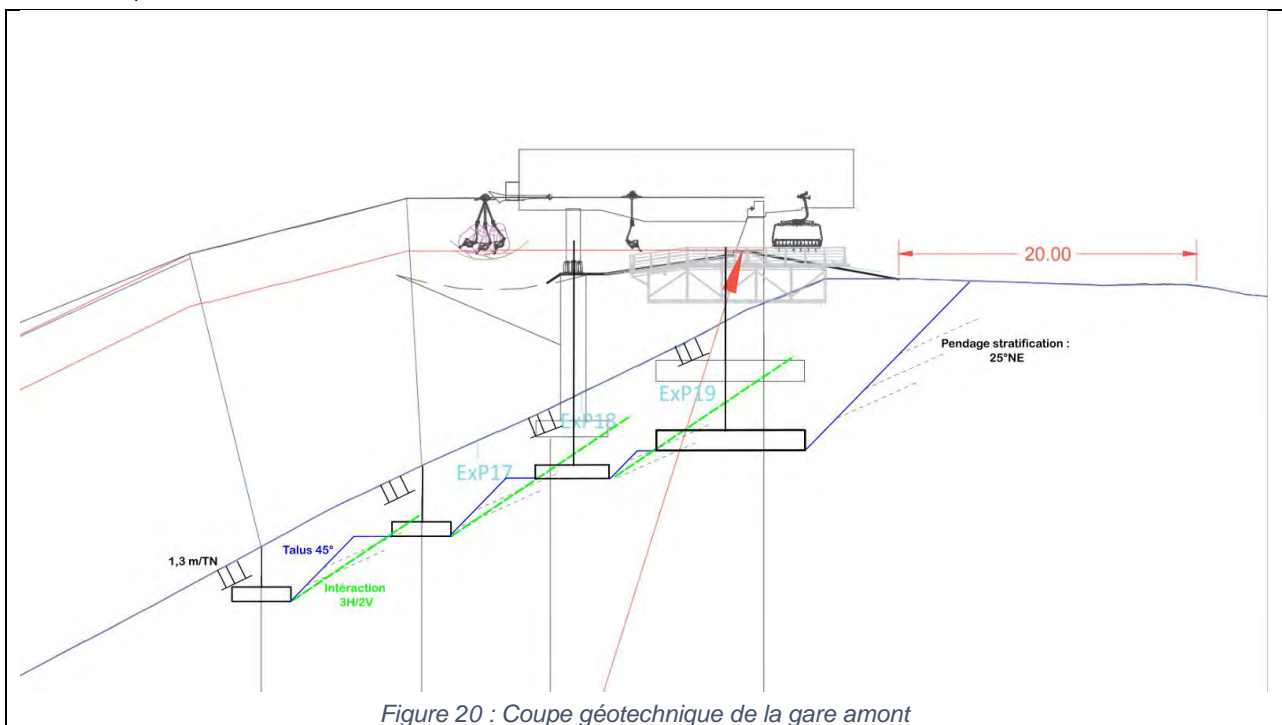 20.00
Pendage stratification :
25°NE
ExP19
ExP18
ExP17
1,3 m/TN
Talus 45°
Intéraction
3H/2V
Figure 20 : Coupe géotechnique de la gare amont